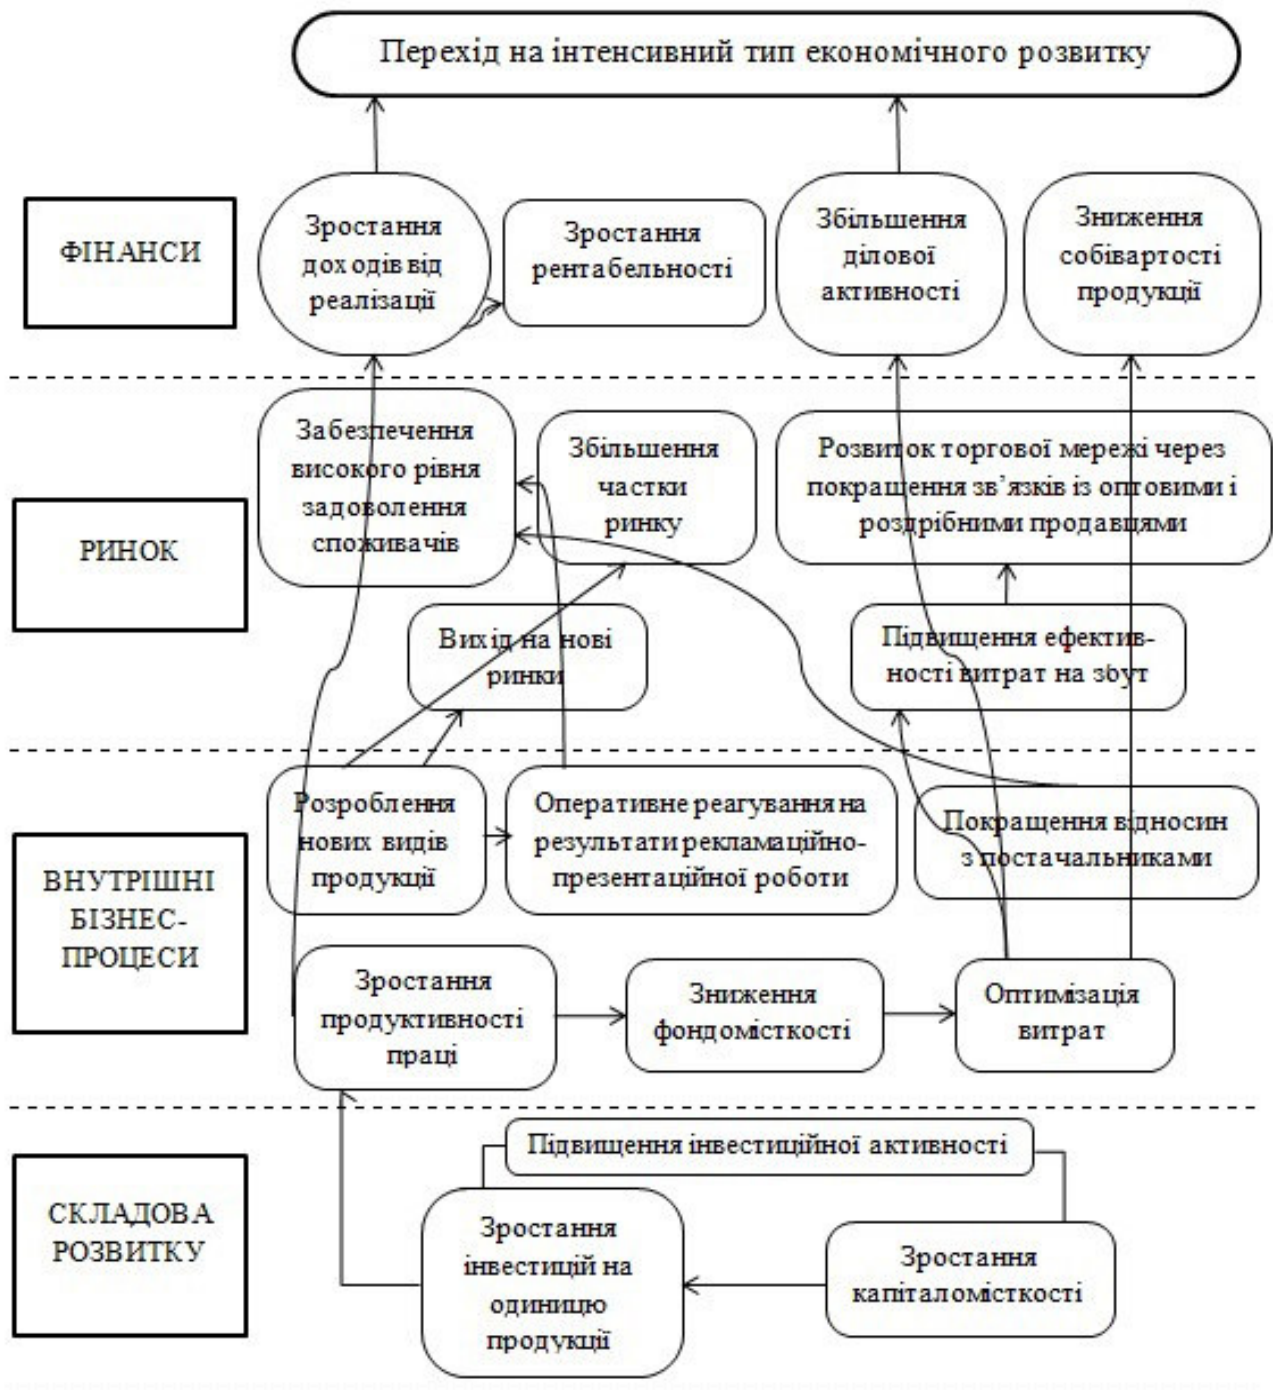 Перехід на інтенсивний тип економічного розвитку
ФІНАНСИ
Зростання
доходів від
реалізації
Зростання
рентабельності
Збільшення
ділової
активності
Зниження
собівартості
продукції
РИНОК
Забезпечення
високого рівня
задоволення
споживачів
Збільшення
частки
ринку
Розвиток торгової мережі через
покращення зв’язків із оптовими і
роздрібними продавцями
Вихід на нові
ринки
Підвищення ефектив-
ності витрат на збут
ВНУТРІШНІ
БІЗНЕС-
ПРОЦЕСИ
Розроблення
нових видів
продукції
Оперативне реагування на
результати рекламаційно-
презентаційної роботи
Покращення відносин
з постачальниками
Зростання
продуктивності
праці
Зниження
фондомісткості
Оптимізація
витрат
СКЛАДОВА
РОЗВИТКУ
Підвищення інвестиційної активності
Зростання
інвестицій на
одиницю
продукції
Зростання
капіталомісткості